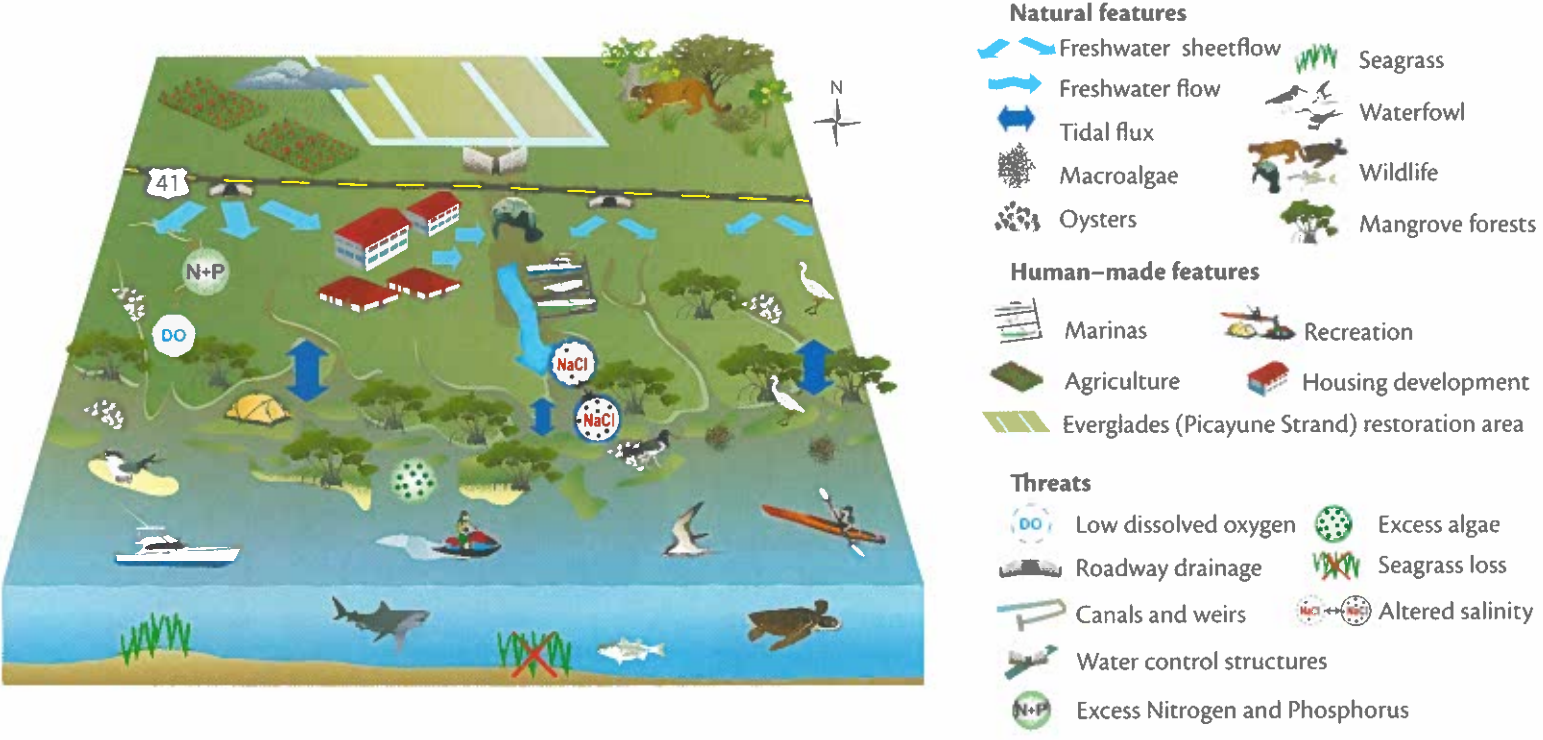 N
41
N+P
DO
NaCl
NaCl
Natural features
Freshwater sheetflow
Freshwater flow
Tidal flux
Macroalgae
Oysters
Seagrass
Waterfowl
Wildlife
Mangrove forests
Human–made features
Marinas
Agriculture
Recreation
Housing development
Everglades (Picayune Strand) restoration area
Threats
DO Low dissolved oxygen
Roadway drainage
Canals and weirs
Water control structures
N+P Excess Nitrogen and Phosphorus
Excess algae
Seagrass loss
NaCl NaCl Altered salinity